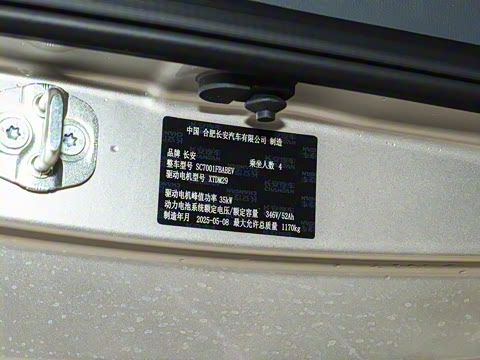 中国 合肥长安汽车有限公司 制造
品牌 长安 乘坐人数 4
整车型号 SC7001FBABEV
驱动电机型号 XTDM29
驱动电机峰值功率 35kW
动力电池系统额定电压/额定容量 346V/52Ah
制造年月 2025-05-08 最大允许总质量 1170kg